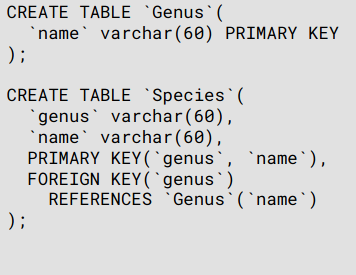 CREATE TABLE `Genus`(
  `name` varchar(60) PRIMARY KEY
);

CREATE TABLE `Species`(
  `genus` varchar(60),
  `name` varchar(60),
  PRIMARY KEY(`genus`, `name`),
  FOREIGN KEY(`genus`)
    REFERENCES `Genus`(`name`)
);